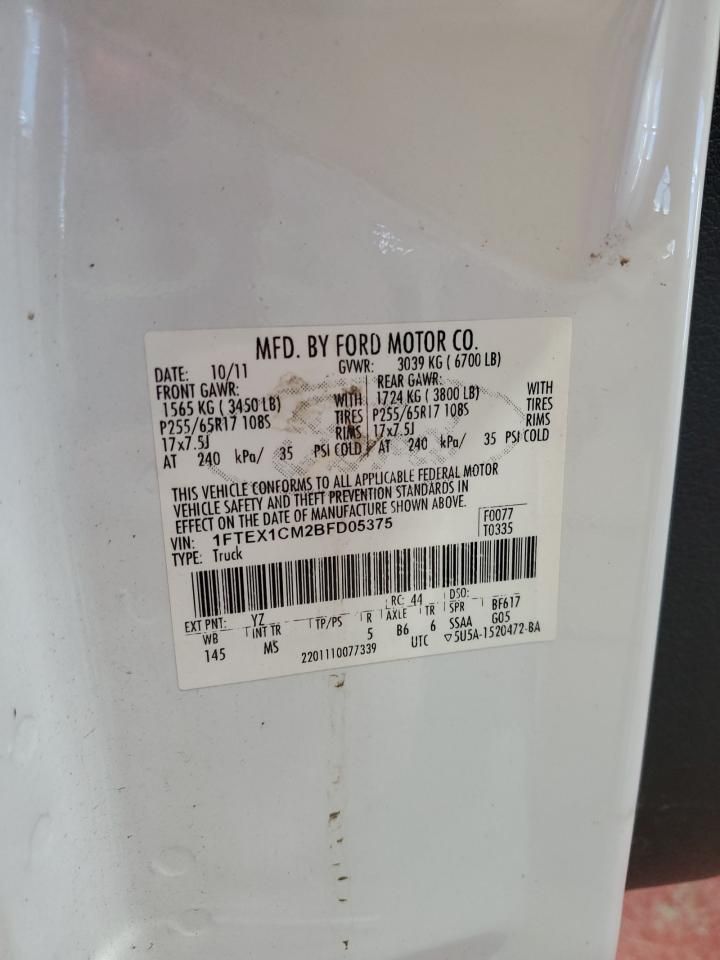 MFD. BY FORD MOTOR CO.
DATE: 10/11 GVWR: 3039 KG ( 6700 LB)
FRONT GAWR: REAR GAWR:
1565 KG ( 3450 LB) WITH 1724 KG ( 3800 LB) WITH
P255/65R17 108S TIRES P255/65R17 108S TIRES
17x7.5J RIMS 17x7.5J RIMS
AT 240 kPa/ 35 PSI COLD AT 240 kPa/ 35 PSI COLD
THIS VEHICLE CONFORMS TO ALL APPLICABLE FEDERAL MOTOR
VEHICLE SAFETY AND THEFT PREVENTION STANDARDS IN
EFFECT ON THE DATE OF MANUFACTURE SHOWN ABOVE.
VIN: 1FTEX1CM2BFD05375 F0077
TYPE: Truck T0335
EXT PNT: YZ RC: 44 DSO:
WB INT TR TP/PS R AXLE TR SPR BF617
145 MS 5 B6 6 SSAA G05
2201110077339 UTC ▽5U5A-1520472-BA